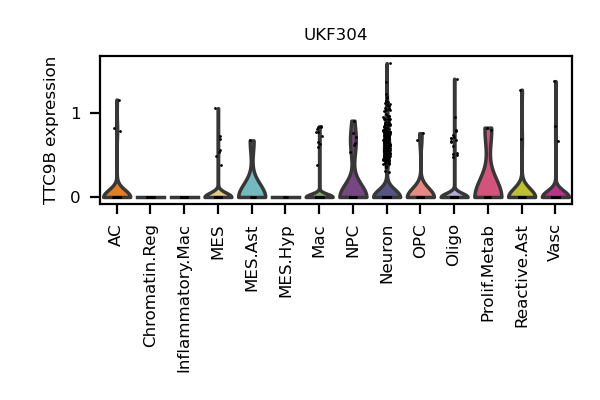 UKF304
TTC9B expression
1
0
AC
Chromatin.Reg
Inflammatory.Mac
MES
MES.Ast
MES.Hyp
Mac
NPC
Neuron
OPC
Oligo
Prolif.Metab
Reactive.Ast
Vasc